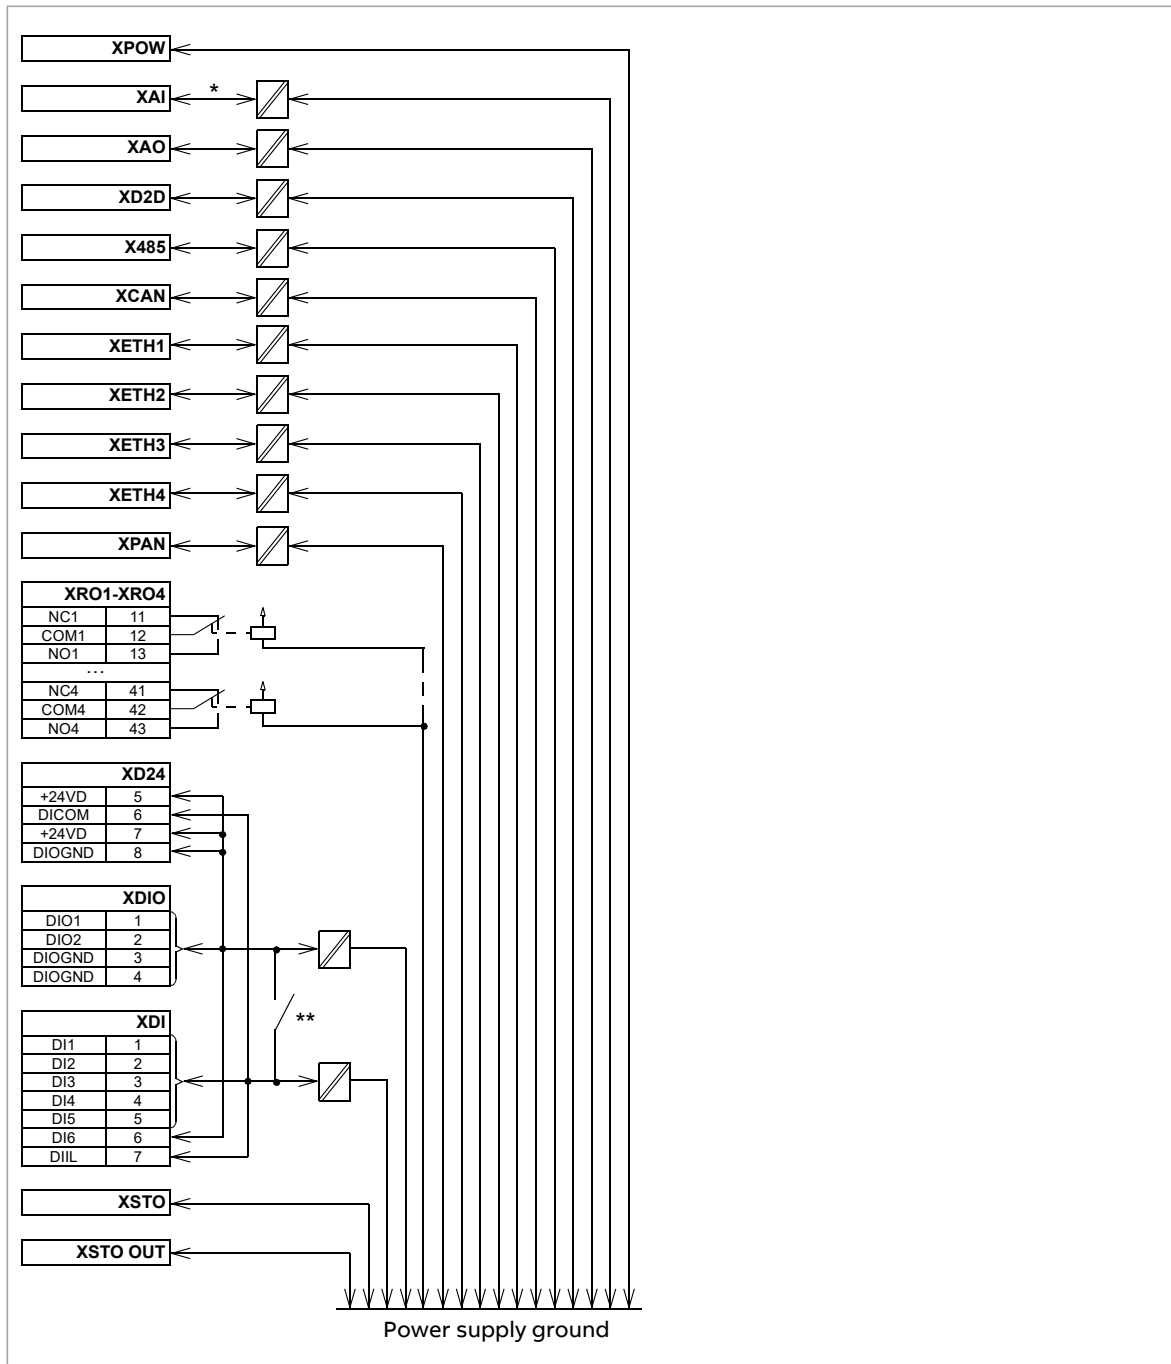 XPOW
XAI
*
XAO
XD2D
X485
XCAN
XETH1
XETH2
XETH3
XETH4
XPAN
XRO1-XRO4
NC1 11
COM1 12
NO1 13
...
NC4 41
COM4 42
NO4 43
XD24
+24VD 5
DICOM 6
+24VD 7
DIOGND 8
XDIO
DIO1 1
DIO2 2
DIOGND 3
DIOGND 4
**
XDI
DI1 1
DI2 2
DI3 3
DI4 4
DI5 5
DI6 6
DIIL 7
XSTO
XSTO OUT
Power supply ground